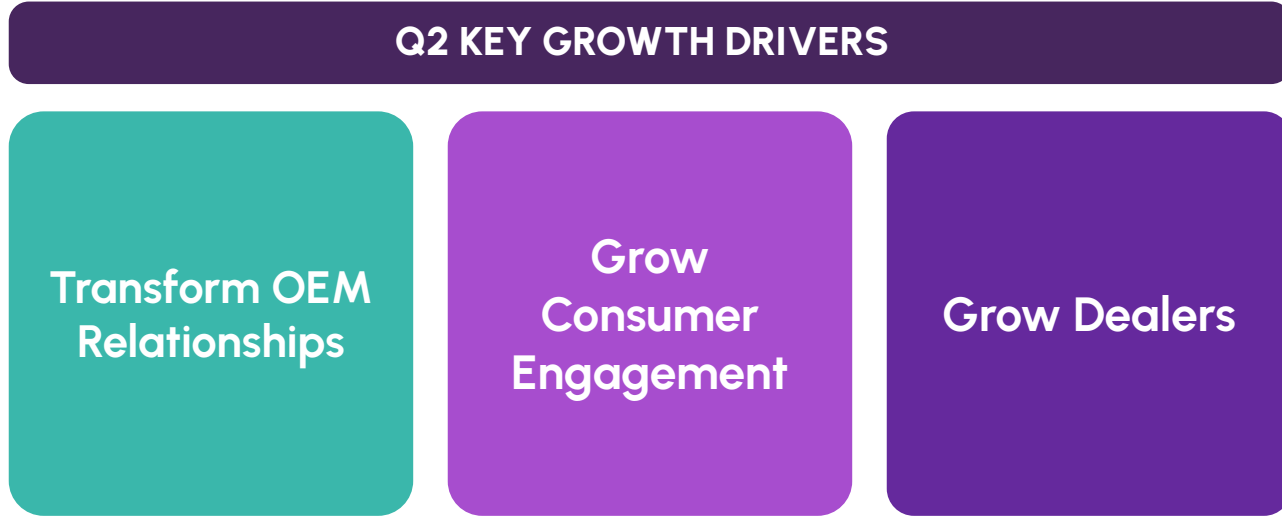 Q2 KEY GROWTH DRIVERS
Transform OEM
Relationships
Grow
Consumer
Engagement
Grow Dealers